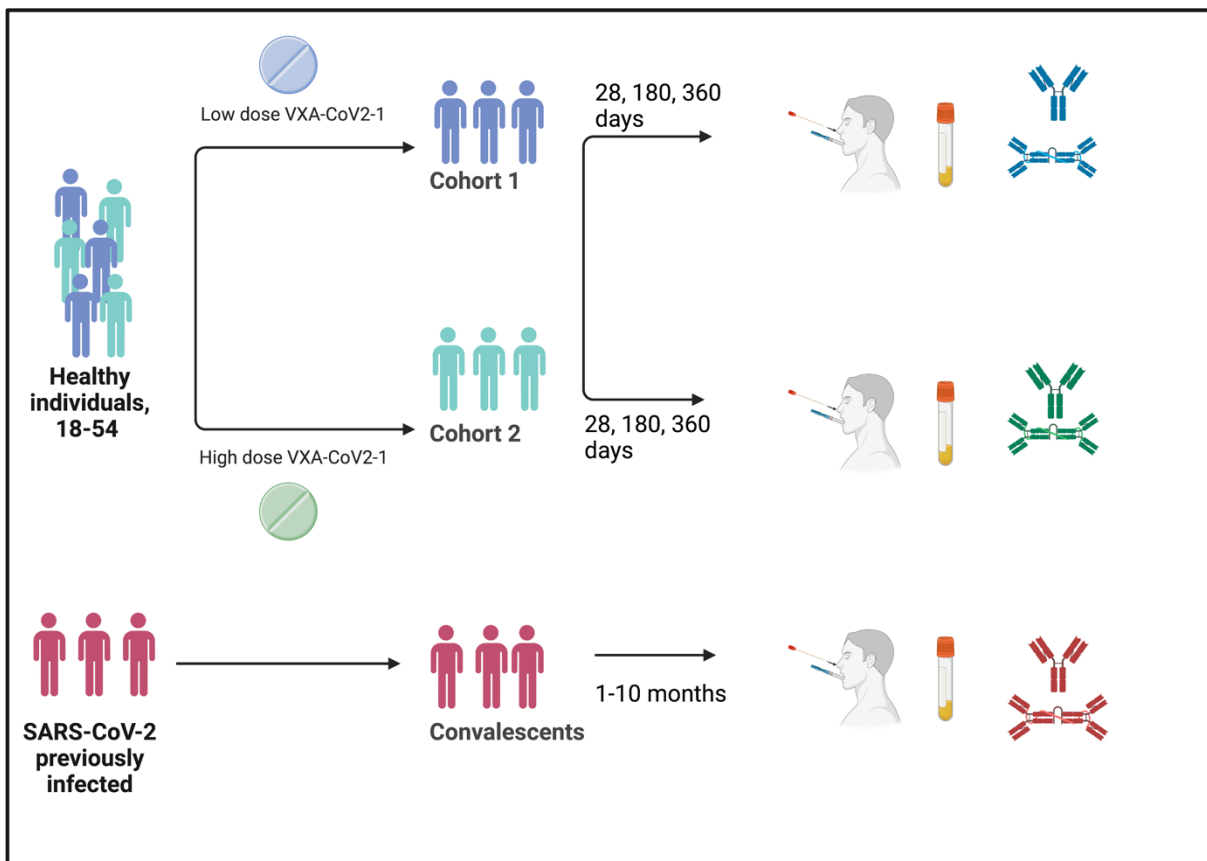 Low dose VXA-CoV2-1
Cohort 1
28, 180, 360
days
Healthy
individuals,
18-54
High dose VXA-CoV2-1
Cohort 2
28, 180, 360
days
SARS-CoV-2
previously
infected
Convalescents
1-10 months